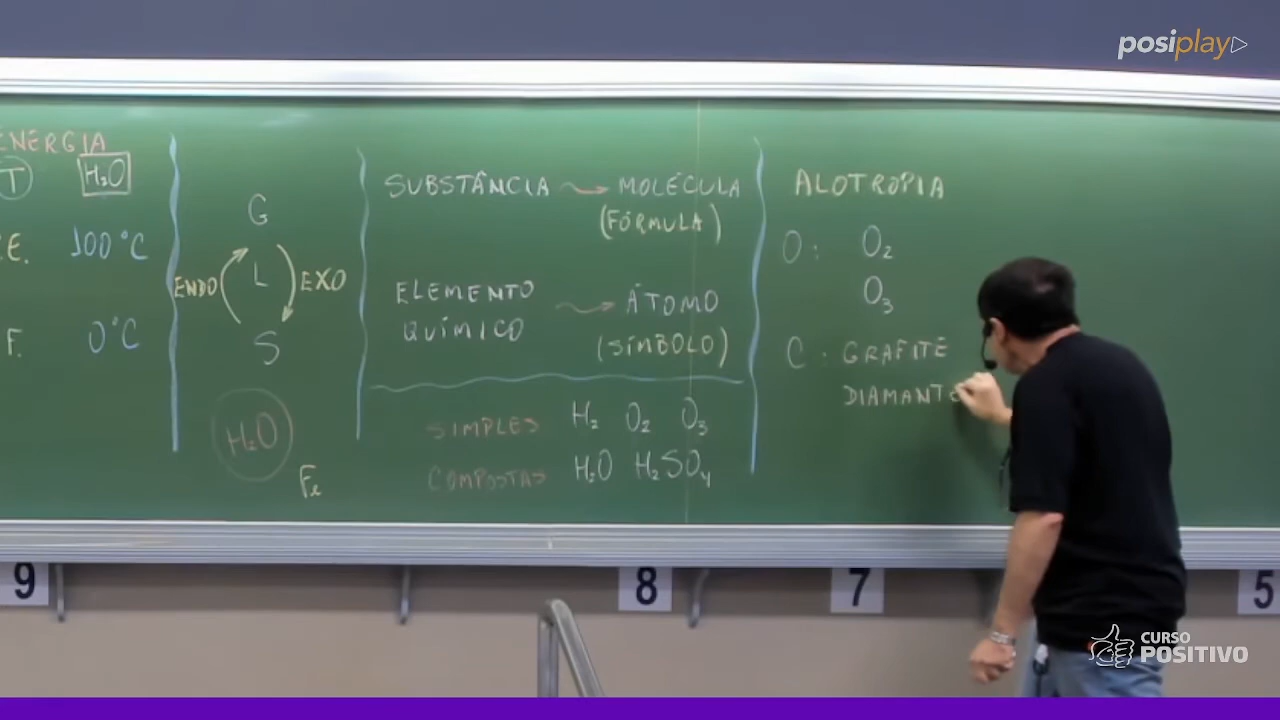 posiplay
ENERGIA
T H₂O
.E. 100°C
F. 0°C
G
ENDO L EXO
S
H₂O
Fe
SUBSTÂNCIA MOLÉCULA
(FÓRMULA)
ELEMENTO ÁTOMO
QUÍMICO (SÍMBOLO)
SIMPLES H₂ O₂ O₃
COMPOSTAS H₂O H₂SO₄
ALOTROPIA
O: O₂
O₃
C: GRAFITE
DIAMANTE
9 8 7 5
CURSO
POSITIVO